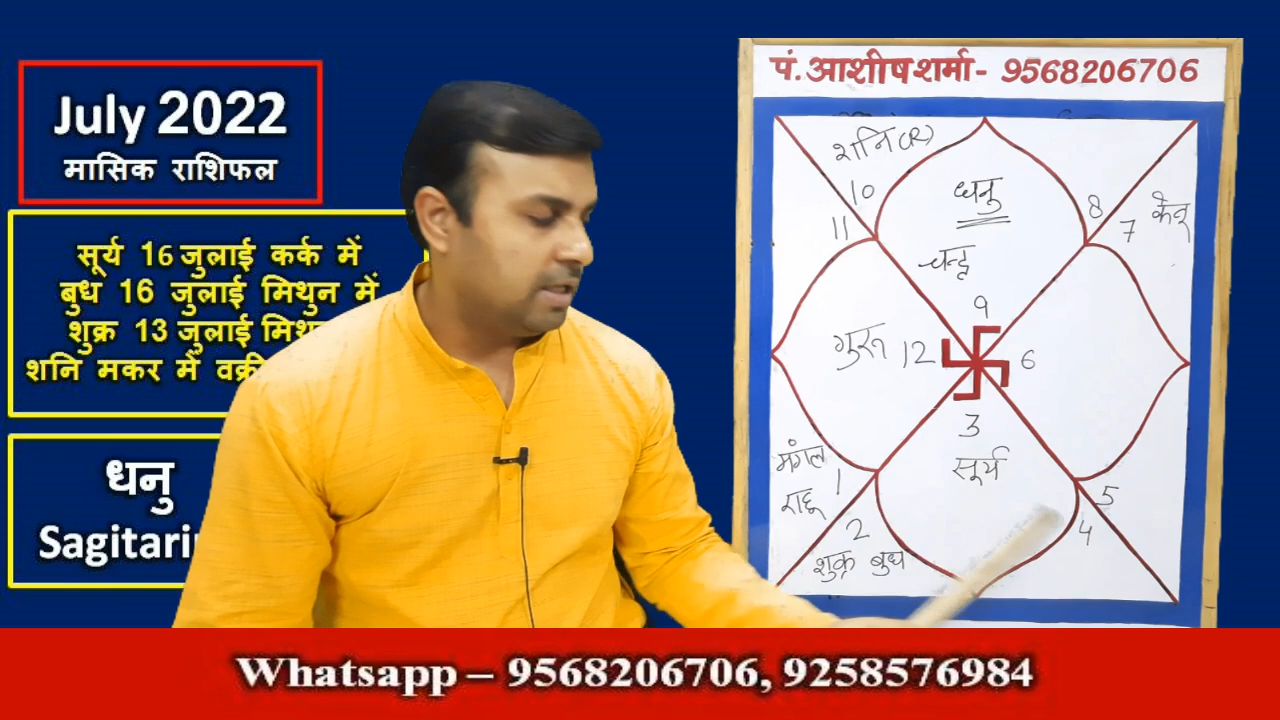 July 2022
मासिक राशिफल
सूर्य 16 जुलाई कर्क में
बुध 16 जुलाई मिथुन में
शुक्र 13 जुलाई
शनि मकर में
धनु
पं. आशीष शर्मा - 9568206706
शनि (R)
10
11
धनु
चन्द्र
9
8
7
केतु
गुरु 12
6
3
सूर्य
मंगल
राहू
1
2
शुक्र बुध
5
4
Whatsapp – 9568206706, 9258576984